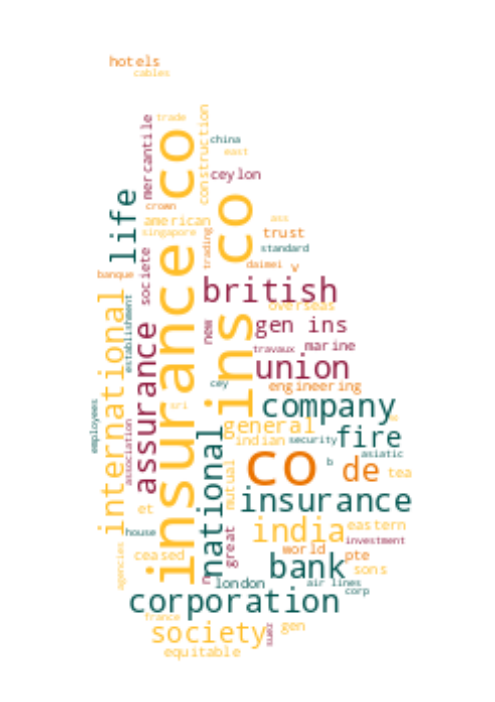 hotels
cables
trade
mercantile
insurance co
construction
china
east
ceylon
life
crown
american
singapore
ins co
ass
trust
standard
trading
daimei
v
banque
societe
british
overseas
international
establishment
new
gen ins
marine
travaux
union
assurance
cey
engineering
company
employees
association
sri
general
indian
security
fire
asiatic
national
co
b
de
tea
mutual
insurance
et
great
india
eastern
house
investment
ceased
world
pte
agencies
bank
sons
london
air lines
corp
corporation
france
society
suez
gen
equitable